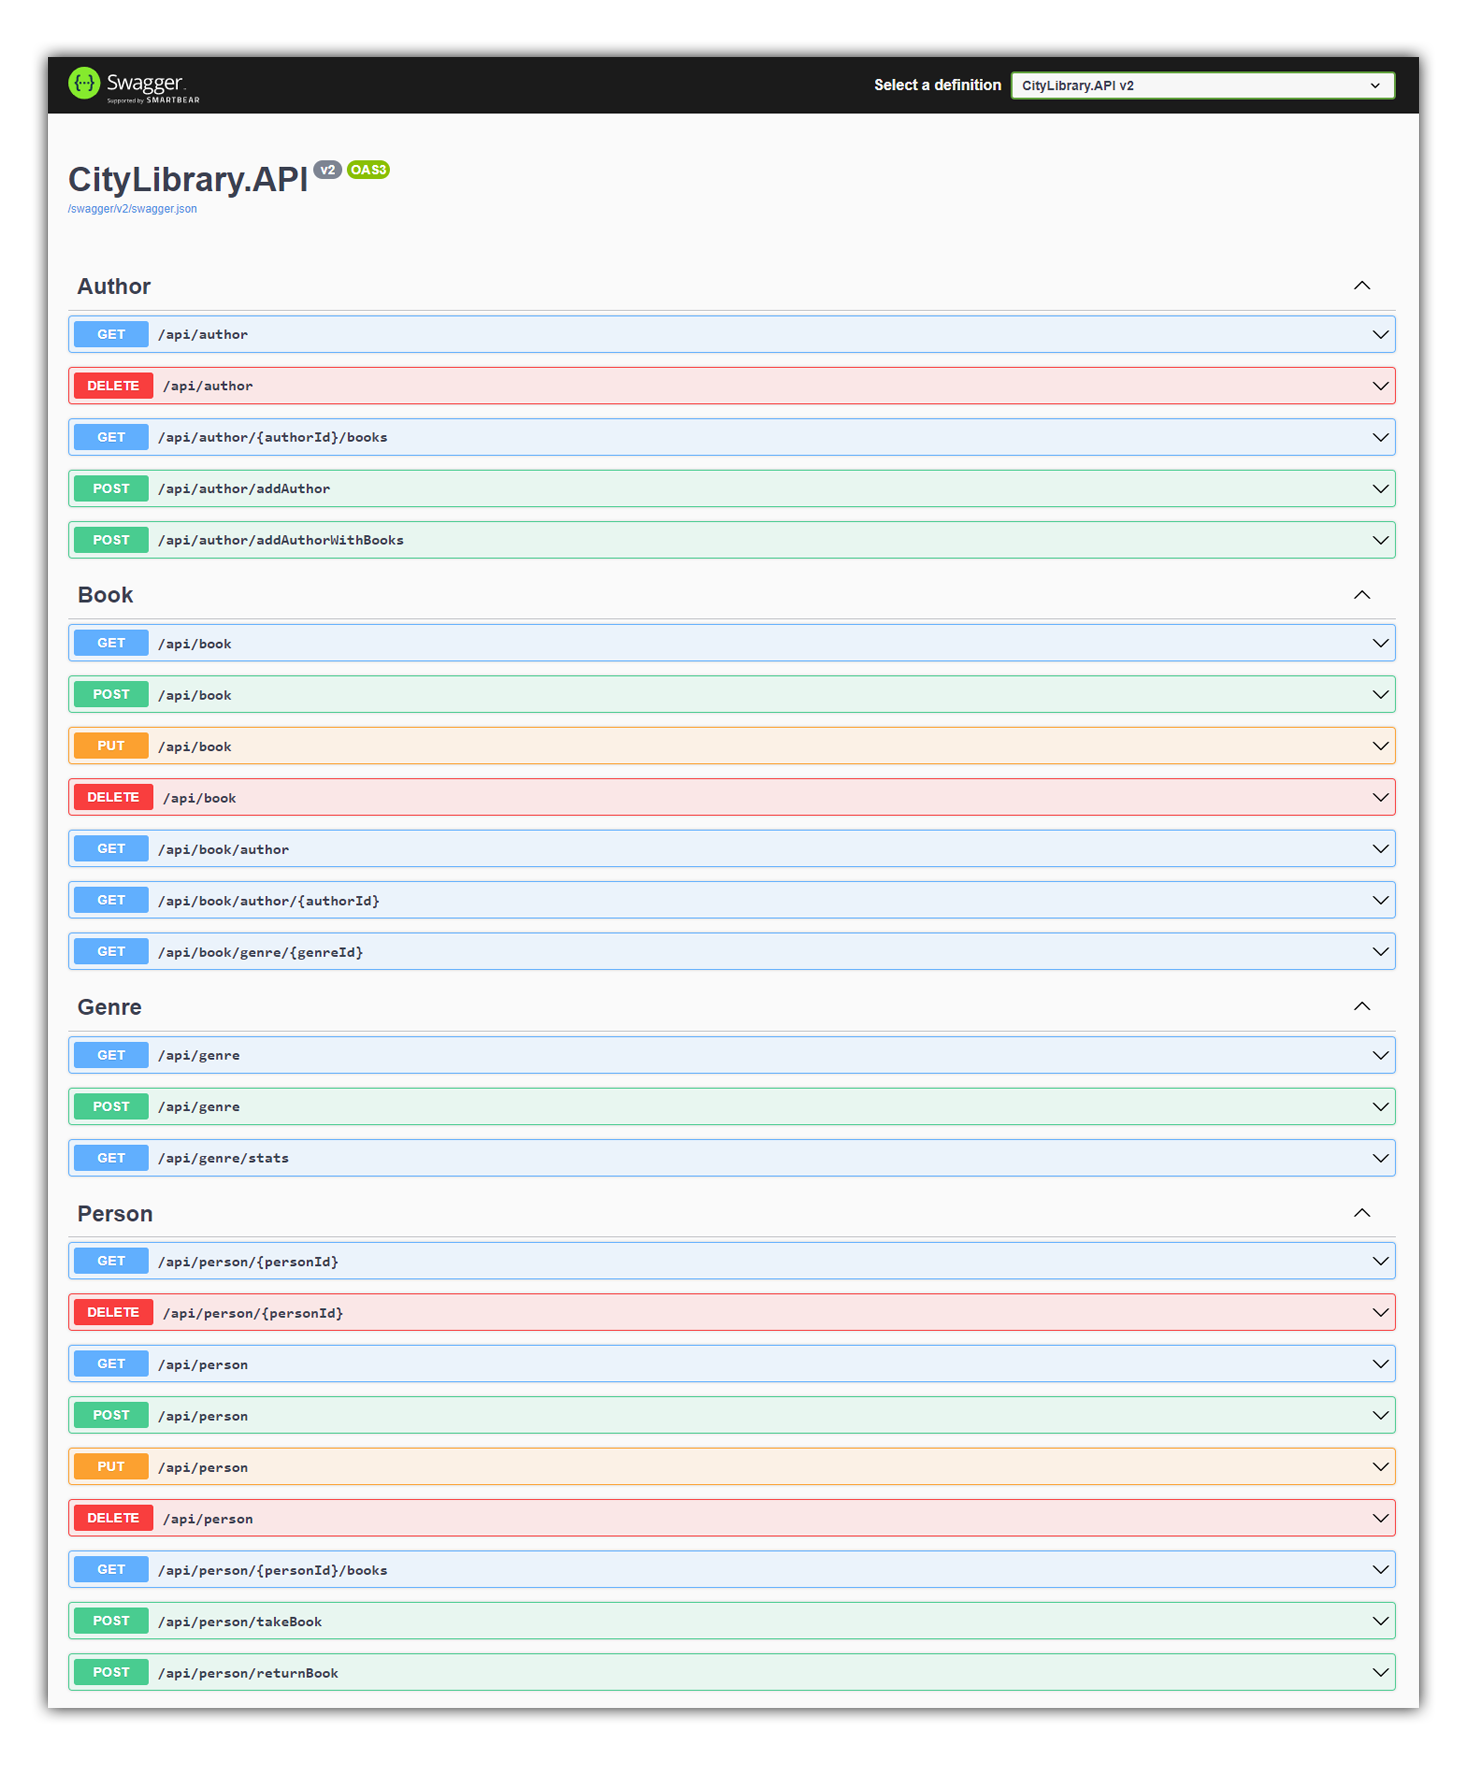 Swagger
Supported by SMARTBEAR
Select a definition
CityLibrary.API v2
CityLibrary.API v2 OAS3
/swagger/v2/swagger.json
Author
GET /api/author
DELETE /api/author
GET /api/author/{authorId}/books
POST /api/author/addAuthor
POST /api/author/addAuthorWithBooks
Book
GET /api/book
POST /api/book
PUT /api/book
DELETE /api/book
GET /api/book/author
GET /api/book/author/{authorId}
GET /api/book/genre/{genreId}
Genre
GET /api/genre
POST /api/genre
GET /api/genre/stats
Person
GET /api/person/{personId}
DELETE /api/person/{personId}
GET /api/person
POST /api/person
PUT /api/person
DELETE /api/person
GET /api/person/{personId}/books
POST /api/person/takeBook
POST /api/person/returnBook